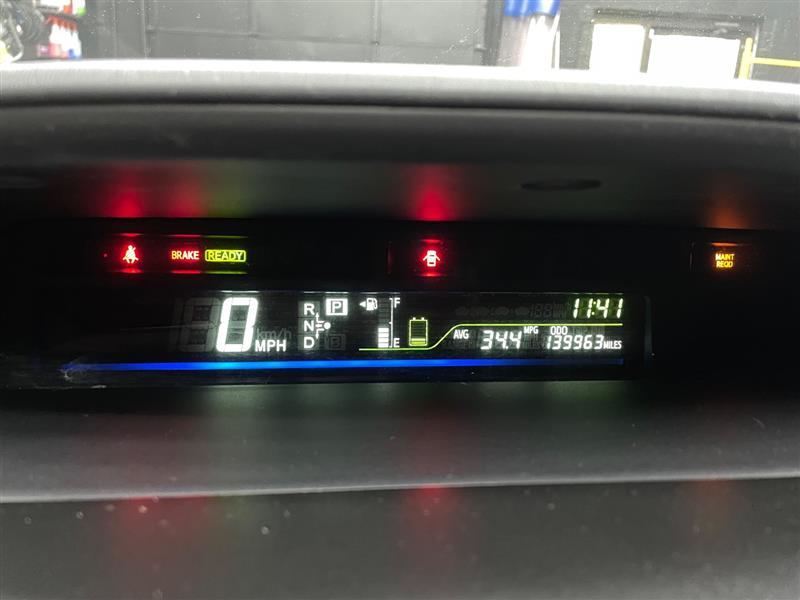 BRAKE READY
MAINT
REQD
0 MPH
R
N
D
P
F
E
11:41
AVG 34.4 MPG
ODO
139963 MILES